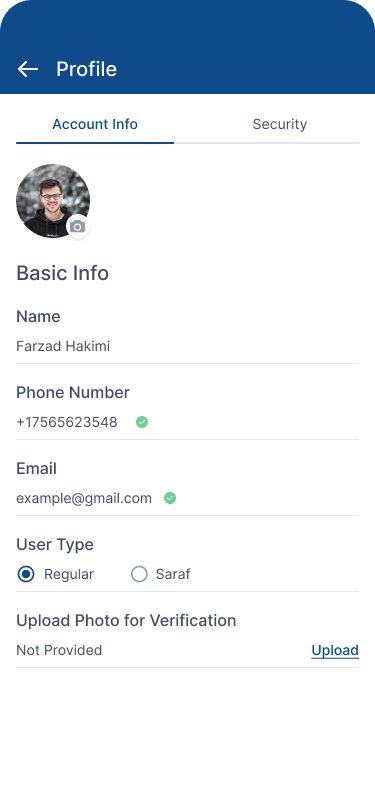 Profile
Account Info Security
Basic Info
Name
Farzad Hakimi
Phone Number
+17565623548
Email
example@gmail.com
User Type
Regular Saraf
Upload Photo for Verification
Not Provided Upload